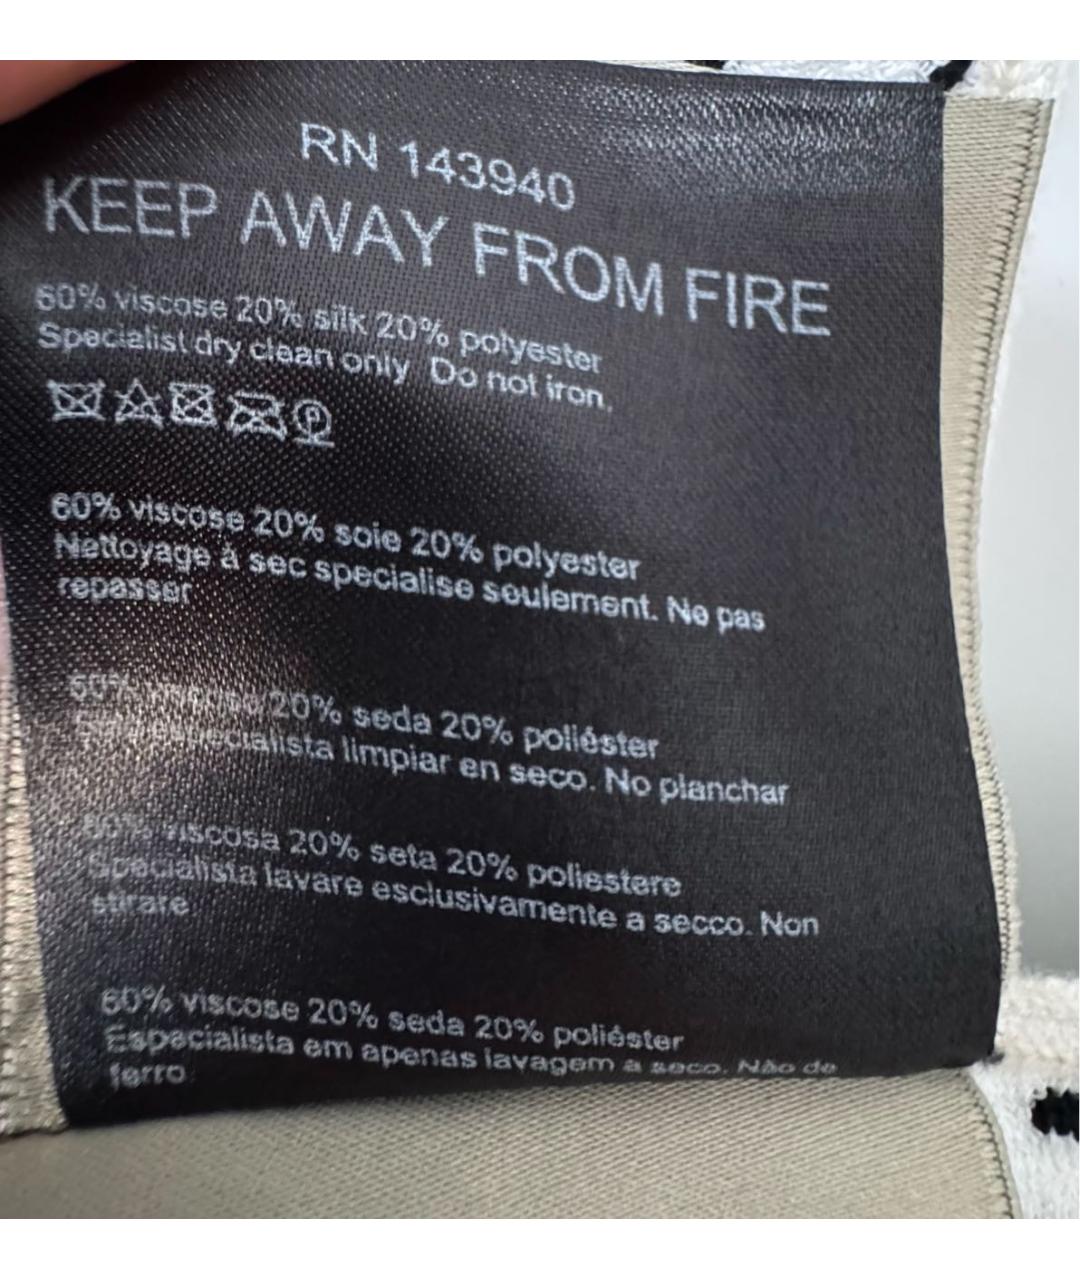 RN 143940
KEEP AWAY FROM FIRE
60% viscose 20% silk 20% polyester
Specialist dry clean only Do not iron.
P
60% viscose 20% soie 20% polyester
Nettoyage à sec specialise seulement. Ne pas
repasser
60% 20% seda 20% poliéster
limpiar en seco. No planchar
60% viscosa 20% seta 20% poliestere
Specialista lavare esclusivamente a secco. Non
stirare
60% viscose 20% seda 20% poliéster
Especialista em apenas lavagem a seco. Não de
ferro